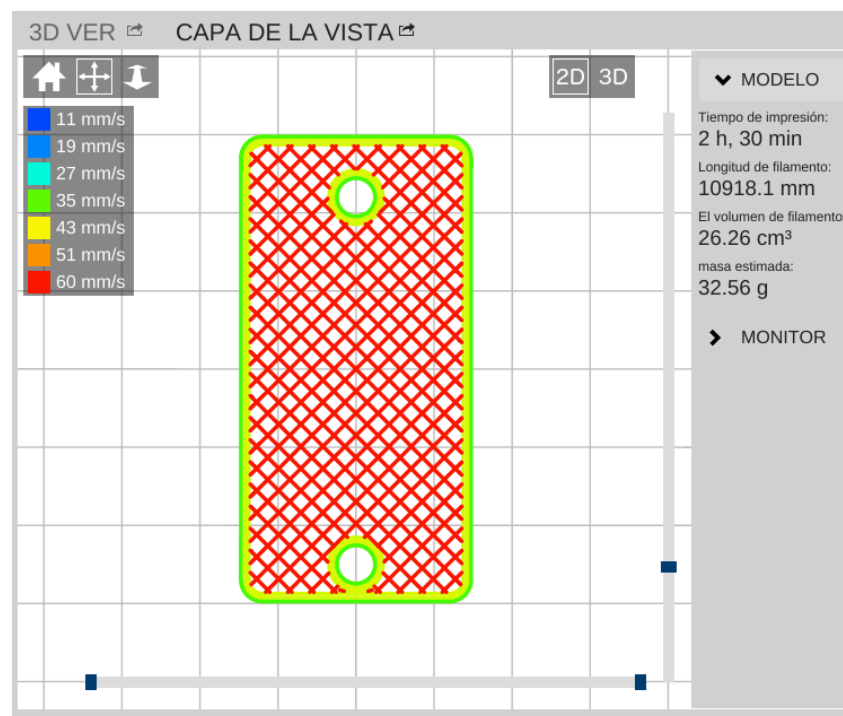 3D VER
CAPA DE LA VISTA
2D 3D
11 mm/s
19 mm/s
27 mm/s
35 mm/s
43 mm/s
51 mm/s
60 mm/s
MODELO
Tiempo de impresión:
2 h, 30 min
Longitud de filamento:
10918.1 mm
El volumen de filamento
26.26 cm³
masa estimada:
32.56 g
MONITOR